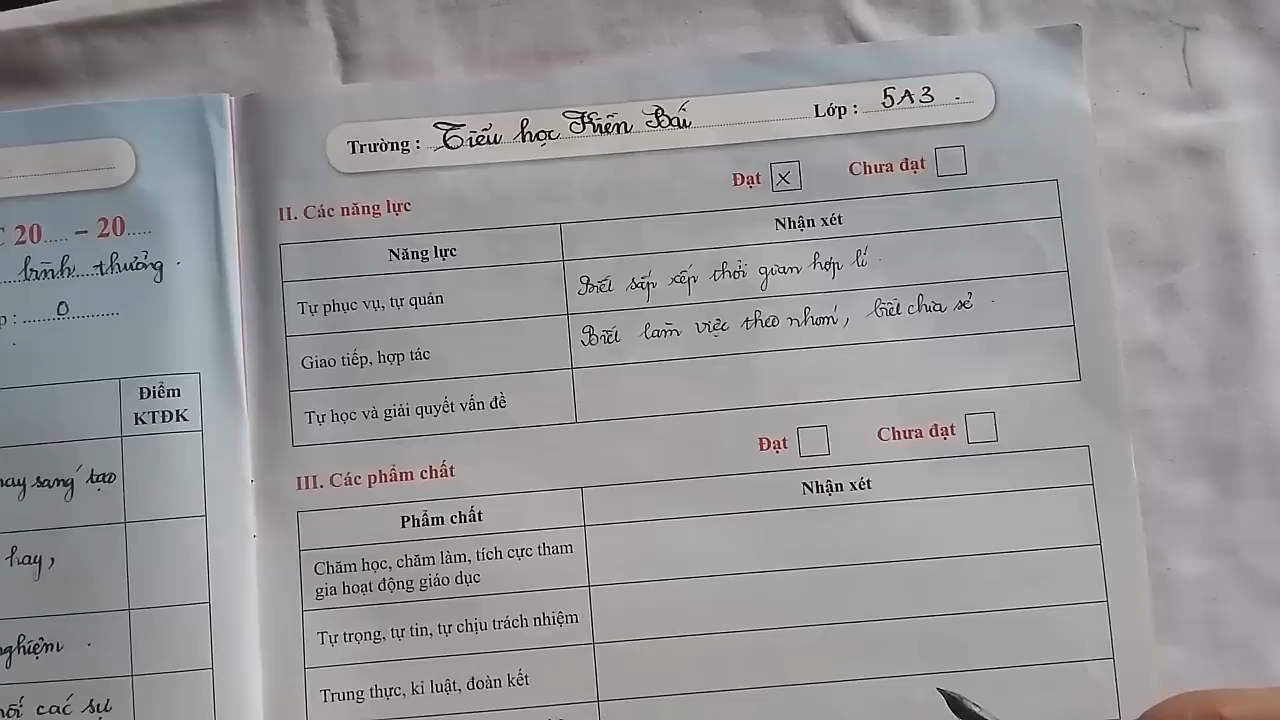 20..... – 20.....
bình thường.
p : 0
Điểm
KTĐK
hay sáng tạo
hay,
nghiệm.
các sự
Trường : Tiểu học Kiền Bái Lớp : 5A3.
II. Các năng lực Đạt X Chưa đạt
Năng lực Nhận xét
Tự phục vụ, tự quản Biết sắp xếp thời gian hợp lí.
Giao tiếp, hợp tác Biết làm việc theo nhóm, biết chia sẻ.
Tự học và giải quyết vấn đề
III. Các phẩm chất Đạt Chưa đạt
Phẩm chất Nhận xét
Chăm học, chăm làm, tích cực tham
gia hoạt động giáo dục
Tự trọng, tự tin, tự chịu trách nhiệm
Trung thực, kỉ luật, đoàn kết